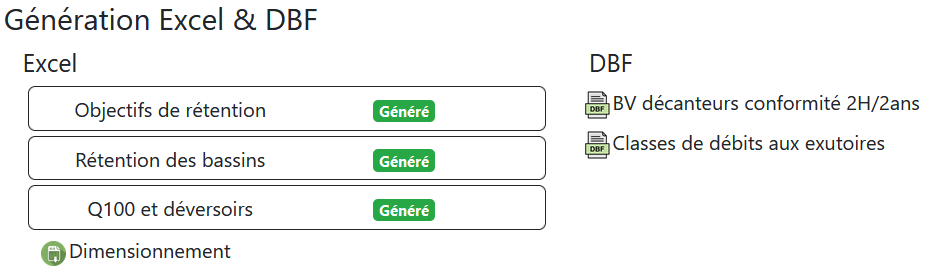 Génération Excel & DBF
Excel
Objectifs de rétention Généré
Rétention des bassins Généré
Q100 et déversoirs Généré
Dimensionnement
DBF
DBF BV décanteurs conformité 2H/2ans
DBF Classes de débits aux exutoires